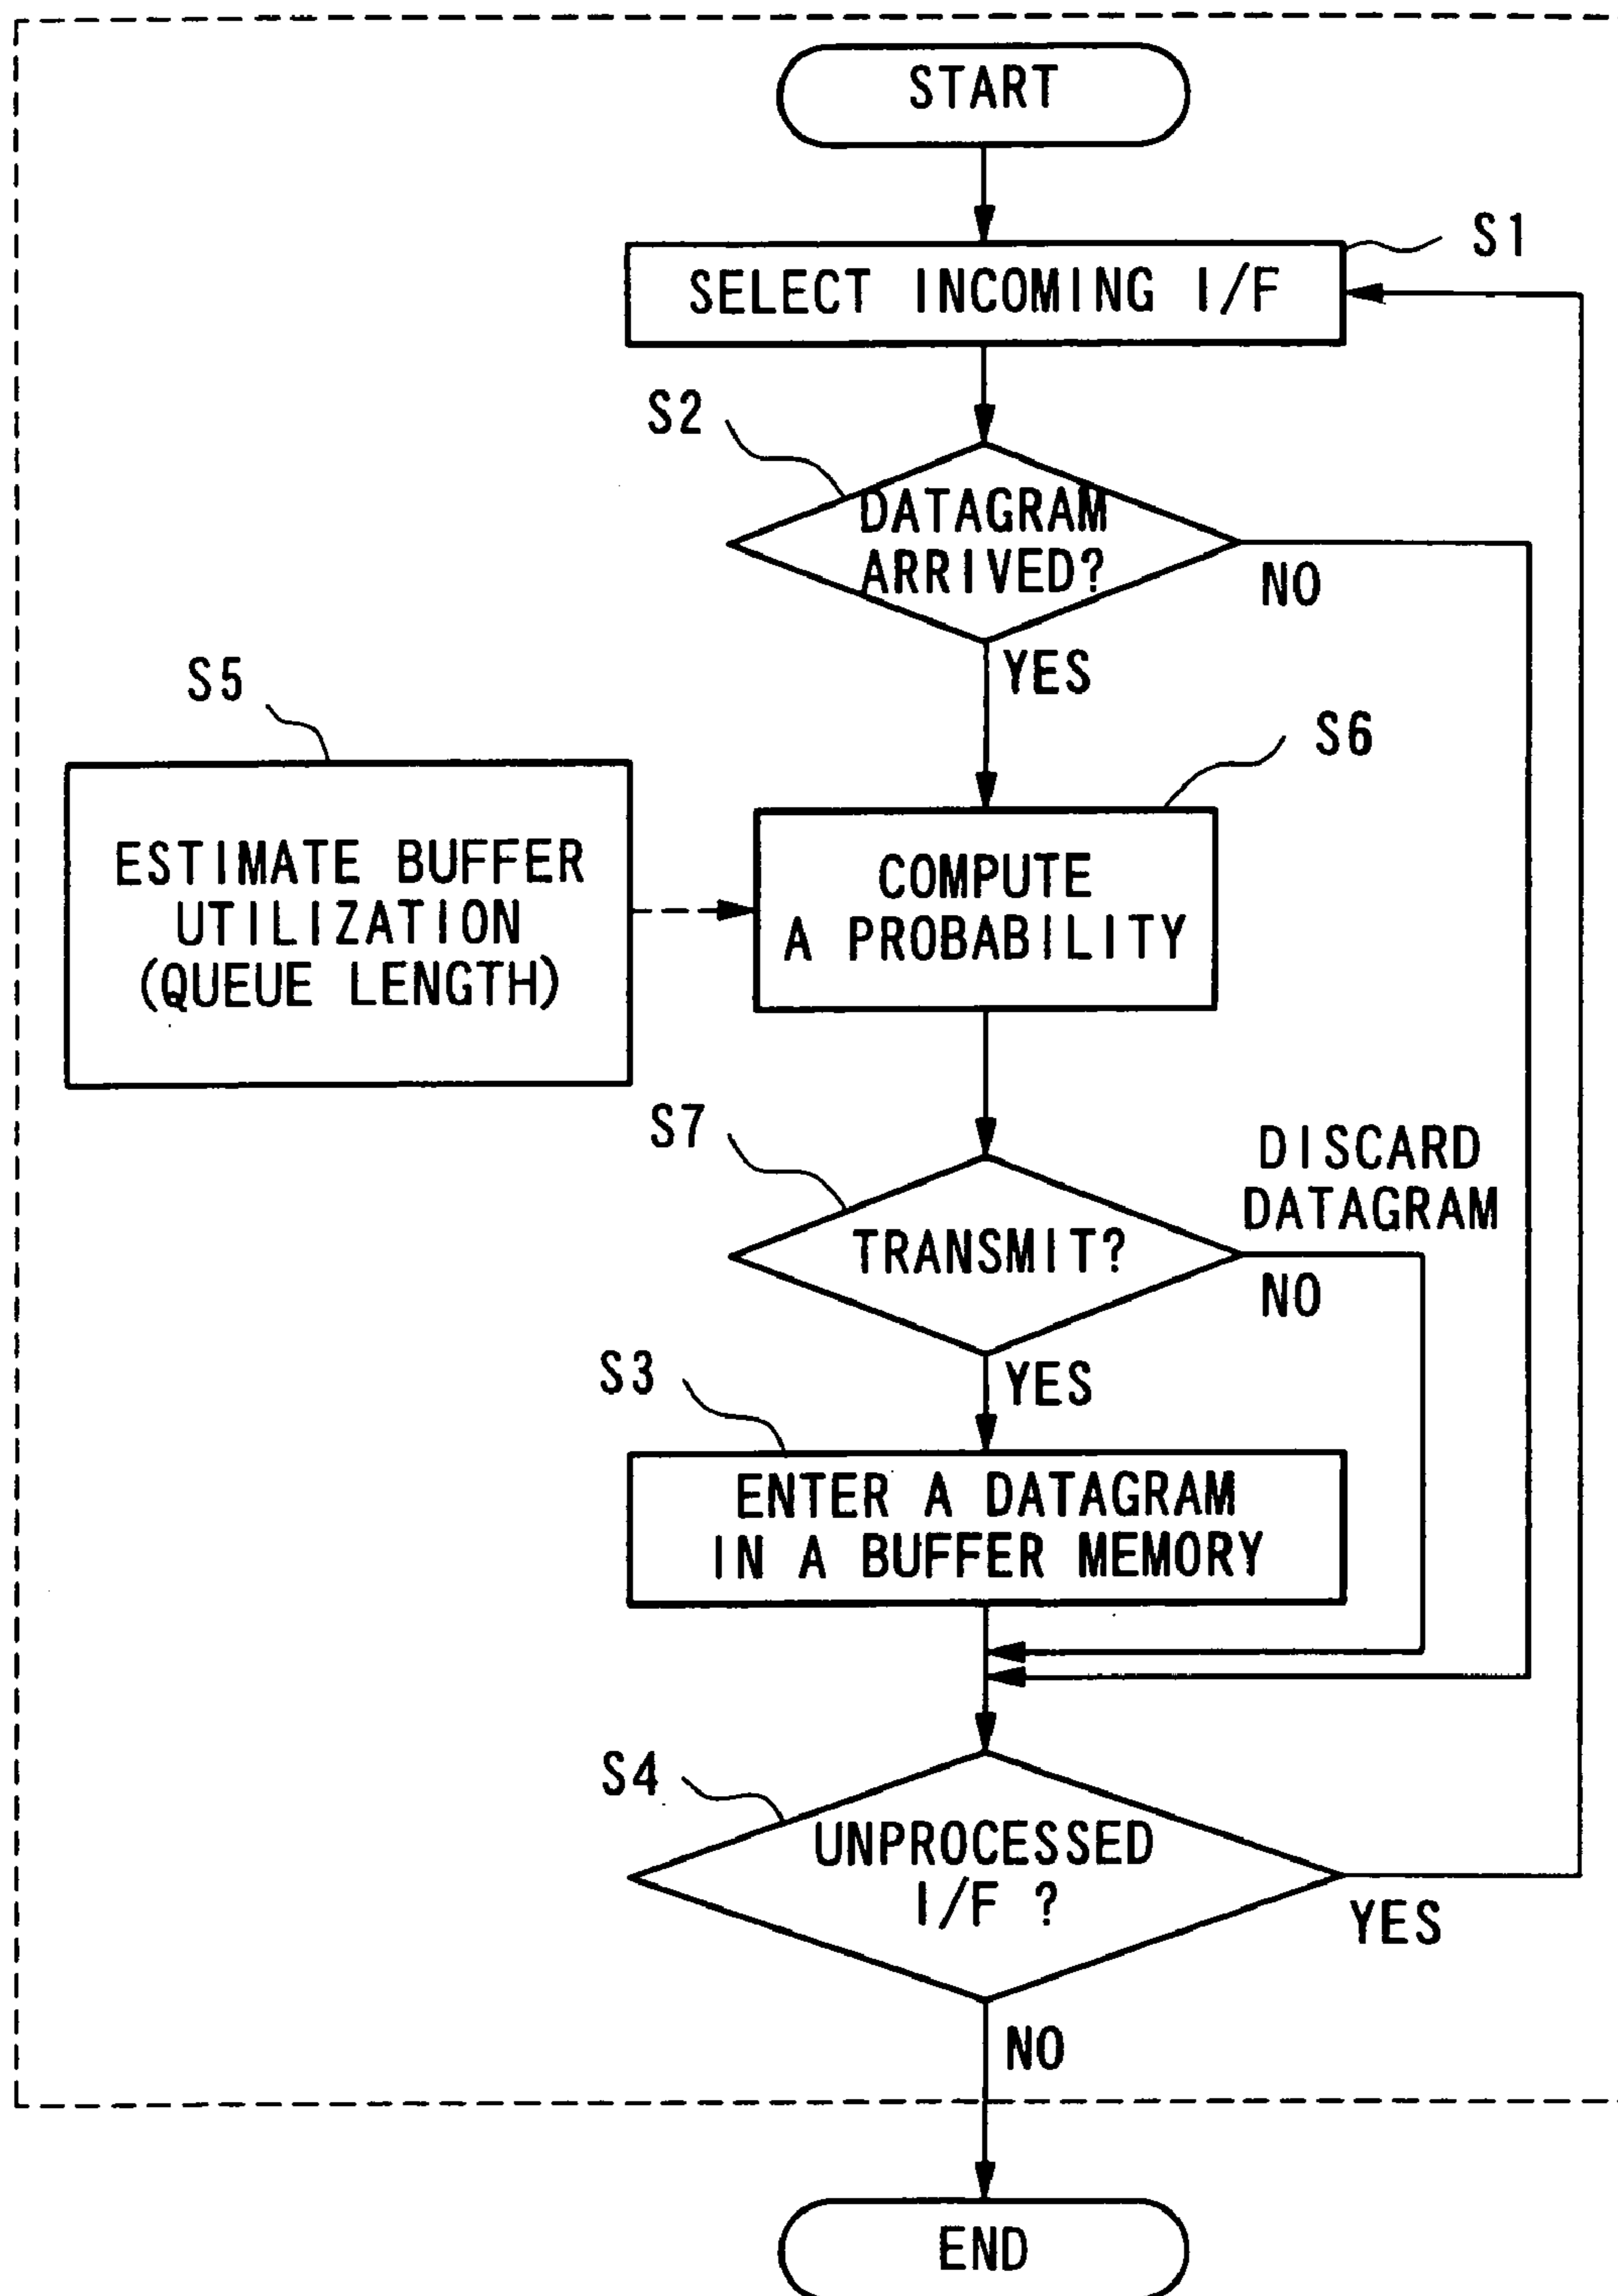 START
S1
SELECT INCOMING I/F
S2
DATAGRAM
ARRIVED?
NO
YES
S5
S6
ESTIMATE BUFFER
UTILIZATION
(QUEUE LENGTH)
COMPUTE
A PROBABILITY
S7
DISCARD
DATAGRAM
TRANSMIT?
NO
YES
S3
ENTER A DATAGRAM
IN A BUFFER MEMORY
S4
UNPROCESSED
I/F ?
YES
NO
END